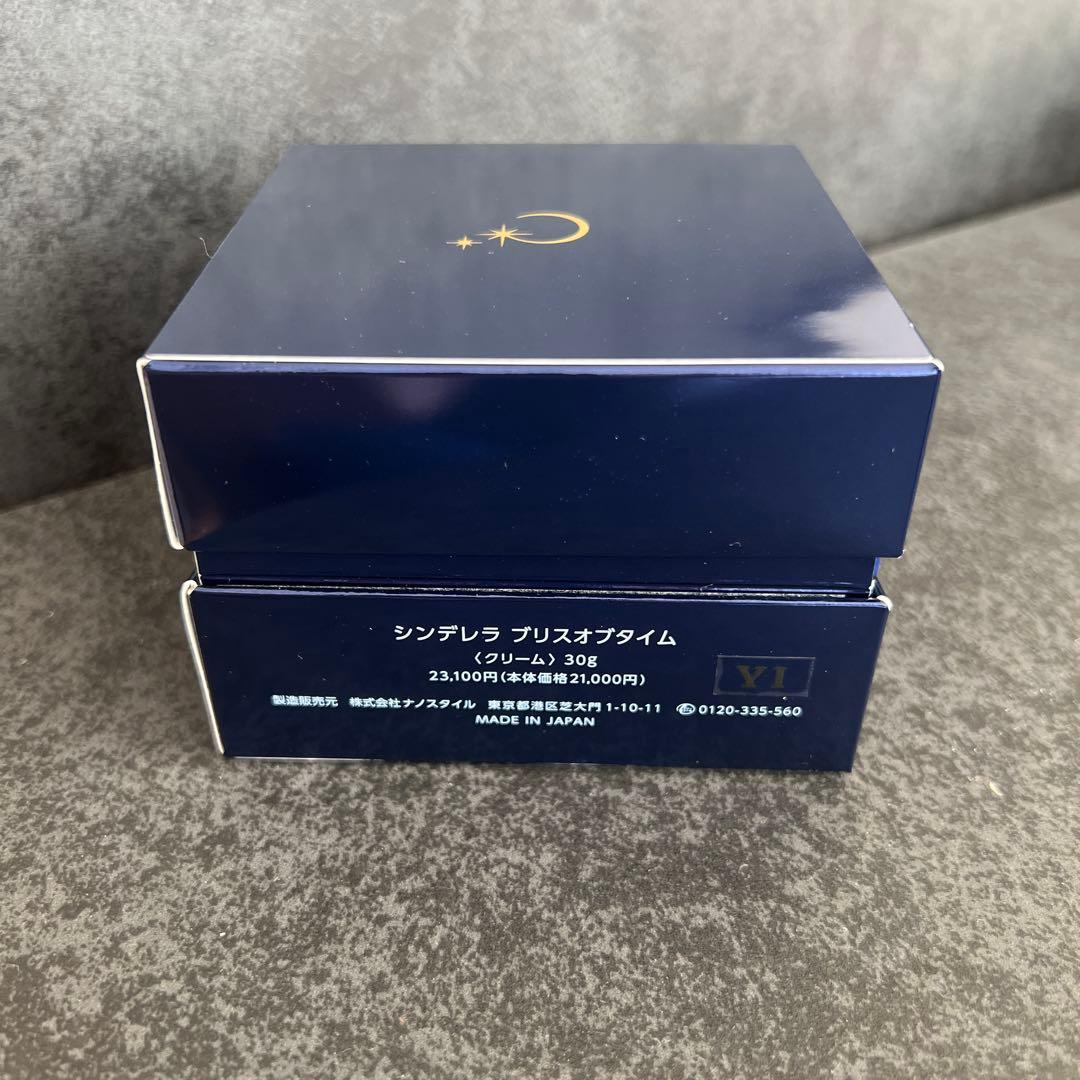 シンデレラ ブリスオブタイム
〈クリーム〉30g
23,100円(本体価格21,000円)
YI
製造販売元 株式会社ナノスタイル 東京都港区芝大門1-10-11 0120-335-560
MADE IN JAPAN